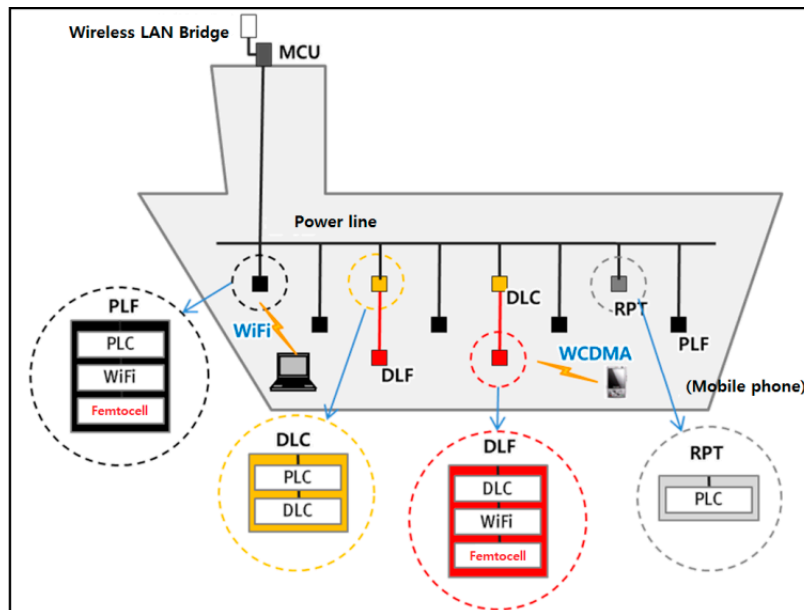 Wireless LAN Bridge
MCU
Power line
DLC
RPT
PLF
WiFi
DLF
WCDMA
(Mobile phone)
PLF
PLC
WiFi
Femtocell
DLC
PLC
DLC
DLF
DLC
WiFi
Femtocell
RPT
PLC